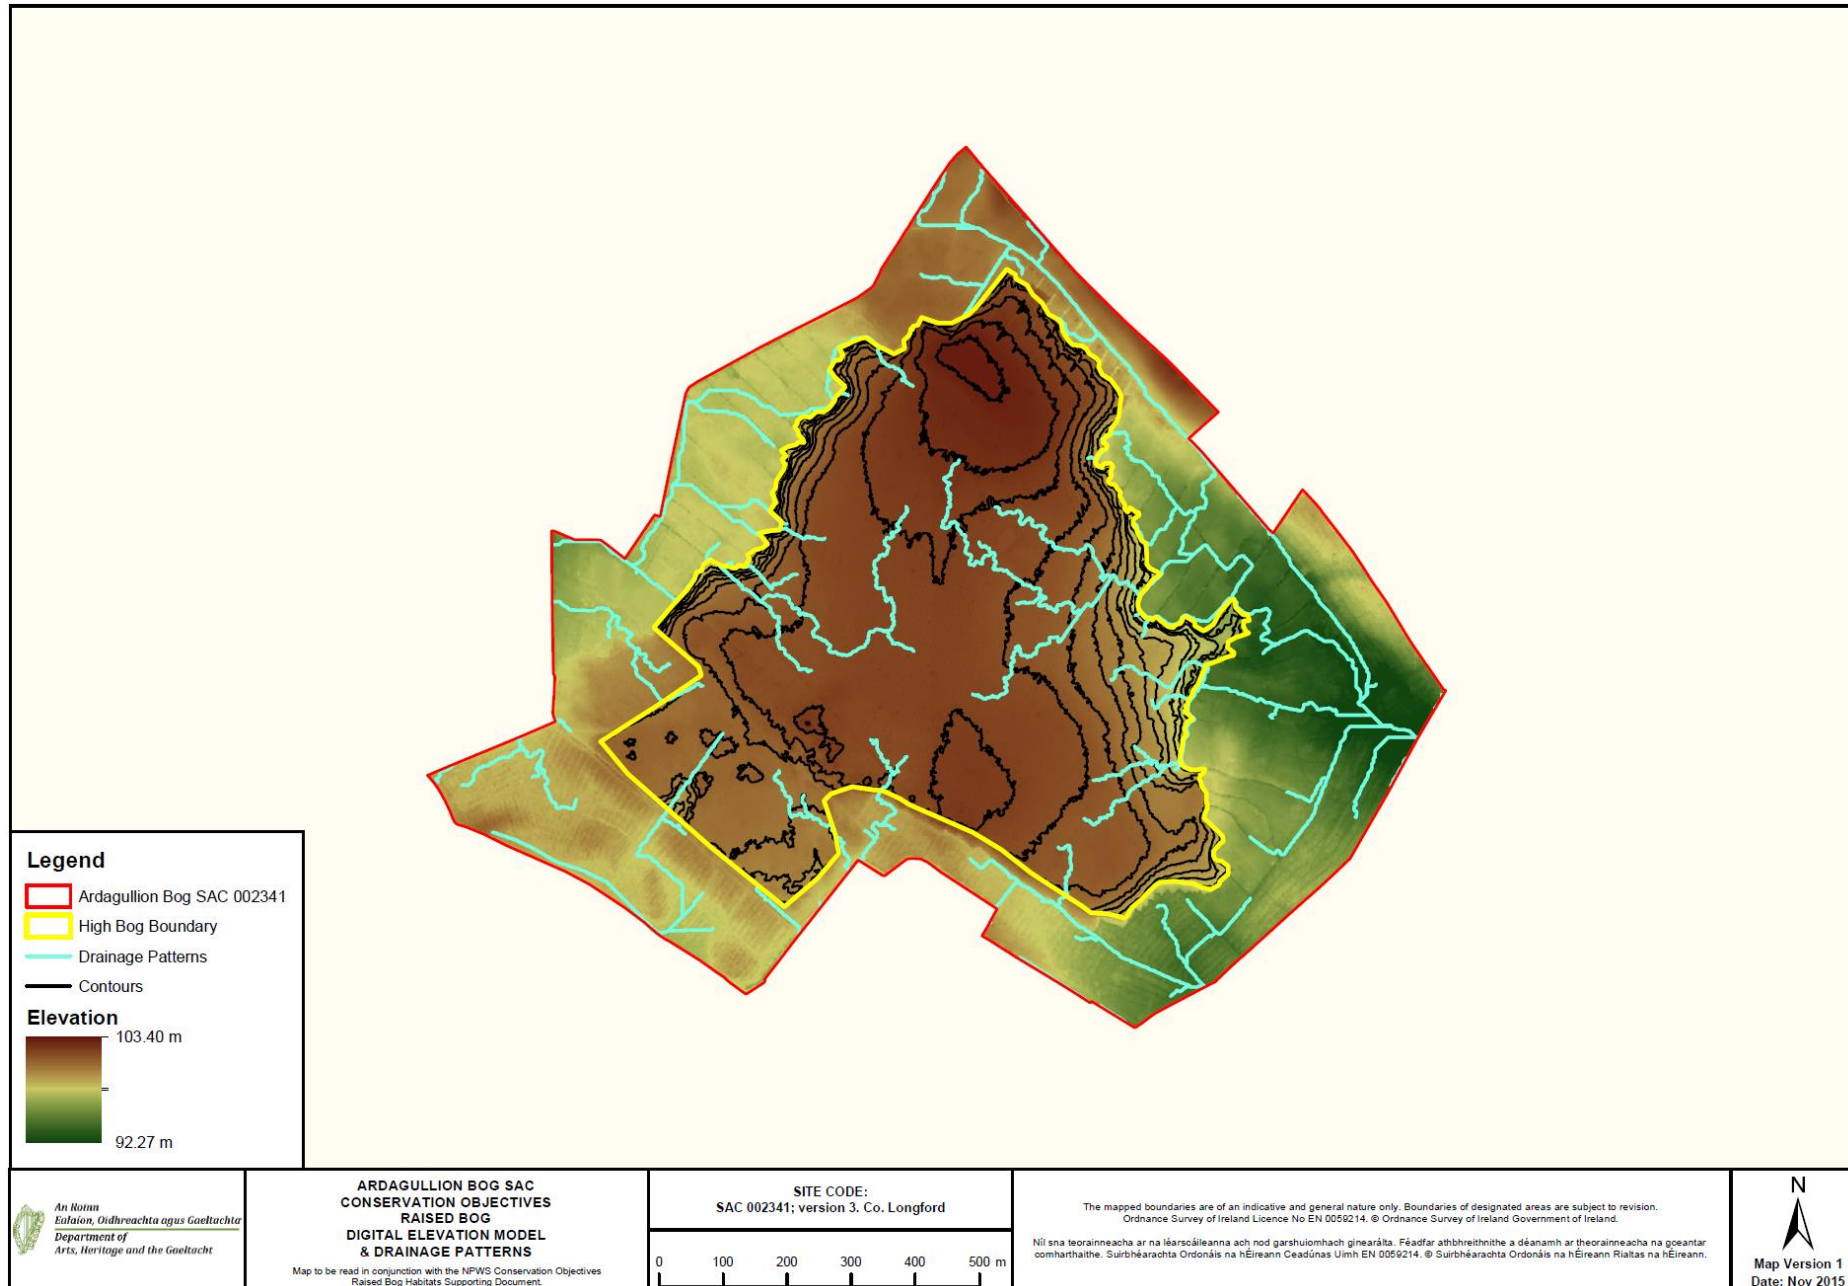 Legend
Ardagullion Bog SAC 002341
High Bog Boundary
Drainage Patterns
Contours
Elevation
103.40 m
92.27 m
An Roinn
Ealaíon, Oidhreachta agus Gaeltachta
Department of
Arts, Heritage and the Gaeltacht
ARDAGULLION BOG SAC
CONSERVATION OBJECTIVES
RAISED BOG
DIGITAL ELEVATION MODEL
& DRAINAGE PATTERNS
Map to be read in conjunction with the NPWS Conservation Objectives
Raised Bog Habitats Supporting Document.
SITE CODE:
SAC 002341; version 3. Co. Longford
0 100 200 300 400 500 m
The mapped boundaries are of an indicative and general nature only. Boundaries of designated areas are subject to revision.
Ordnance Survey of Ireland Licence No EN 0059214. © Ordnance Survey of Ireland Government of Ireland.
Níl sna teorainneacha ar na léarscáileanna ach nod garshuiomhach ginearálta. Féadfar athbhreithnithe a déanamh ar theorainneacha na gceantar
comharthaithe. Suirbhéarachta Ordonáis na hÉireann Ceadúnas Uimh EN 0059214. © Suirbhéarachta Ordonáis na hÉireann Rialtas na hÉireann.
N
Map Version 1
Date: Nov 2015